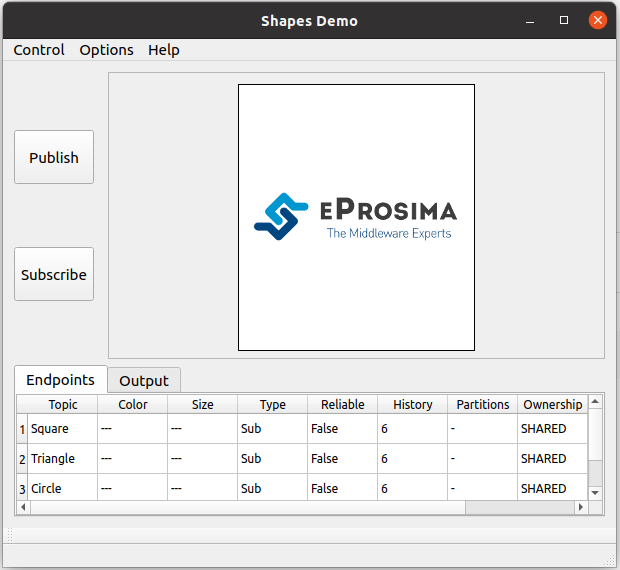 Shapes Demo
Control Options Help
Publish
EPROSIMA
The Middleware Experts
Subscribe
Endpoints Output
Topic Color Size Type Reliable History Partitions Ownership
1 Square --- --- Sub False 6 - SHARED
2 Triangle --- --- Sub False 6 - SHARED
3 Circle --- --- Sub False 6 - SHARED